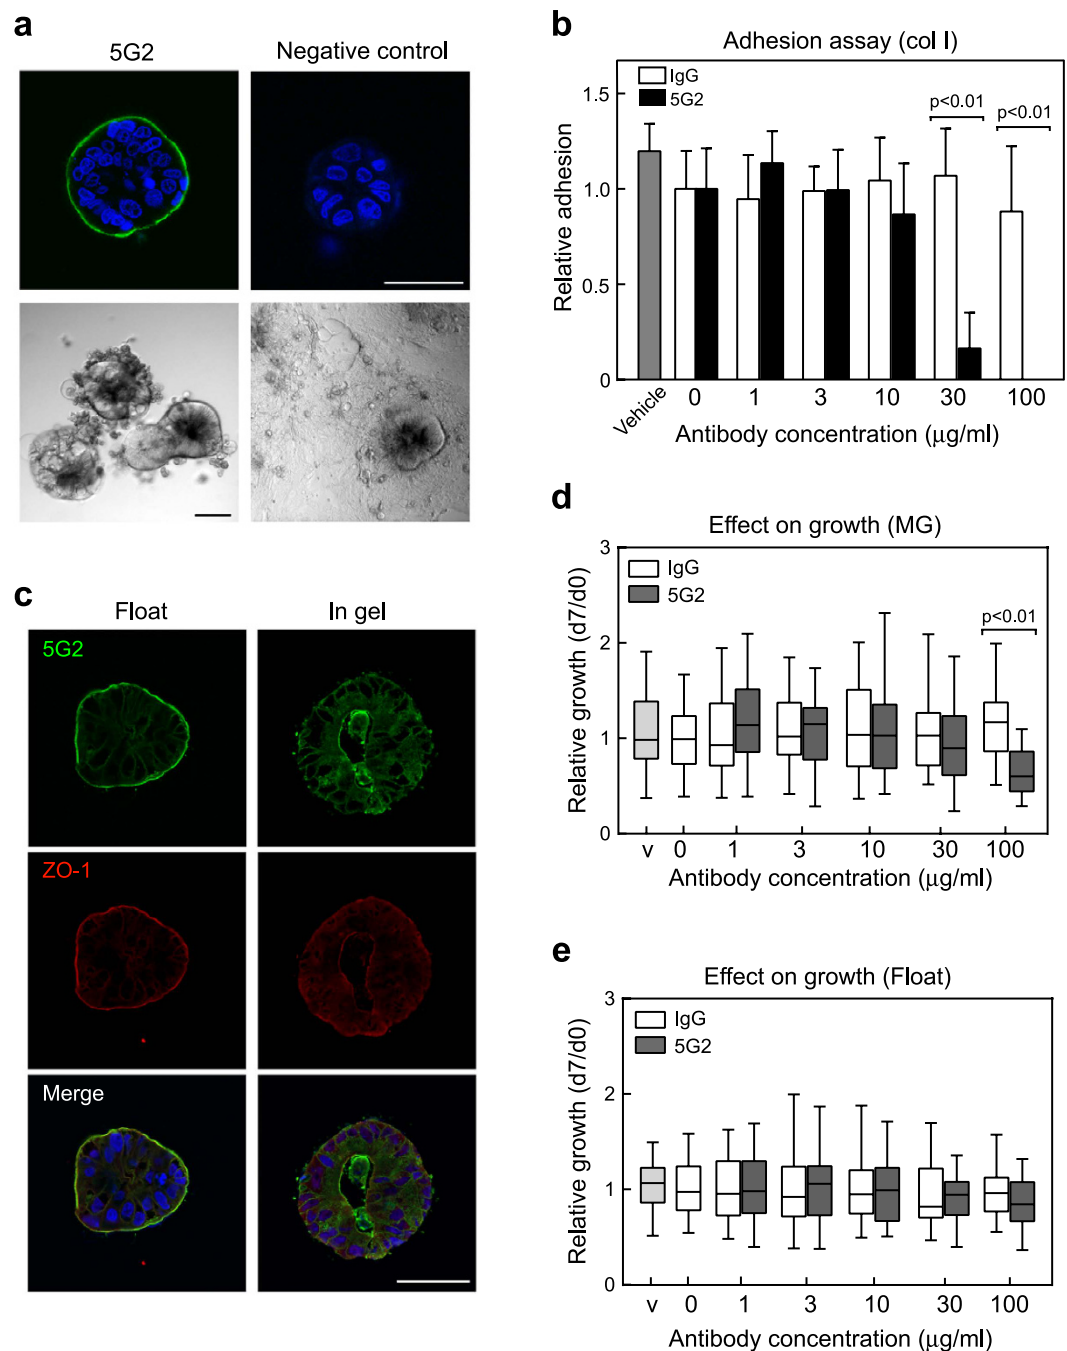 a
5G2
Negative control
b
Adhesion assay (col I)
IgG
5G2
p<0.01
p<0.01
Relative adhesion
1.5
1.0
0.5
0
Vehicle
0
1
3
10
30
100
Antibody concentration (μg/ml)
c
Float
In gel
5G2
ZO-1
Merge
d
Effect on growth (MG)
IgG
5G2
p<0.01
Relative growth (d7/d0)
3
2
1
0
v
0
1
3
10
30
100
Antibody concentration (μg/ml)
e
Effect on growth (Float)
IgG
5G2
Relative growth (d7/d0)
3
2
1
0
v
0
1
3
10
30
100
Antibody concentration (μg/ml)